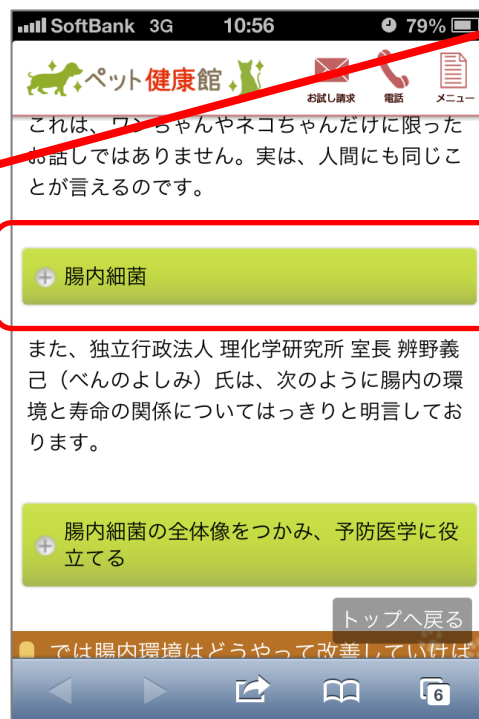 SoftBank 3G 10:56 79%
ペット健康館
お試し請求 電話 メニュー
これは、ワンちゃんやネコちゃんだけに限った
お話しではありません。実は、人間にも同じこ
とが言えるのです。
腸内細菌
また、独立行政法人 理化学研究所 室長 辨野義
己（べんのよしみ）氏は、次のように腸内の環
境と寿命の関係についてはっきりと明言してお
ります。
腸内細菌の全体像をつかみ、予防医学に役
立てる
トップへ戻る
では腸内環境はどうやって改善していけば
6